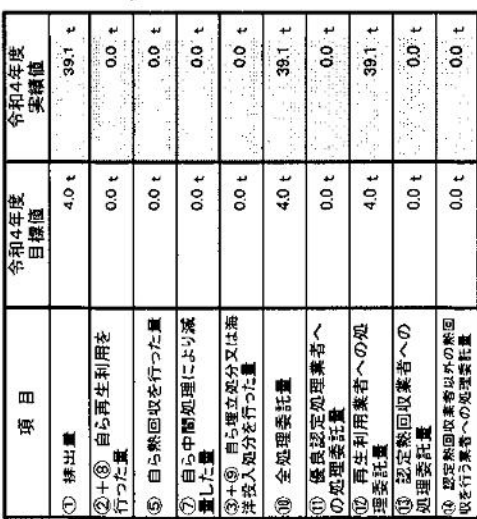 項 目
令和4年度
目標値
令和4年度
実績値
① 排出量
4.0 t
39.1 t
②+⑧ 自ら再生利用を
行った量
0.0 t
0.0 t
⑤ 自ら熱回収を行った量
0.0 t
0.0 t
⑦ 自ら中間処理により減
量した量
0.0 t
0.0 t
③+⑨ 自ら埋立処分又は海
洋投入処分を行った量
0.0 t
0.0 t
⑩ 全処理委託量
4.0 t
39.1 t
⑪ 優良認定処理業者へ
の処理委託量
0.0 t
0.0 t
⑫ 再生利用業者への処
理委託量
4.0 t
39.1 t
⑬ 認定熱回収業者への
処理委託量
0.0 t
0.0 t
⑭ 認定熱回収業者以外の熱回
収を行う業者への処理委託量
0.0 t
0.0 t